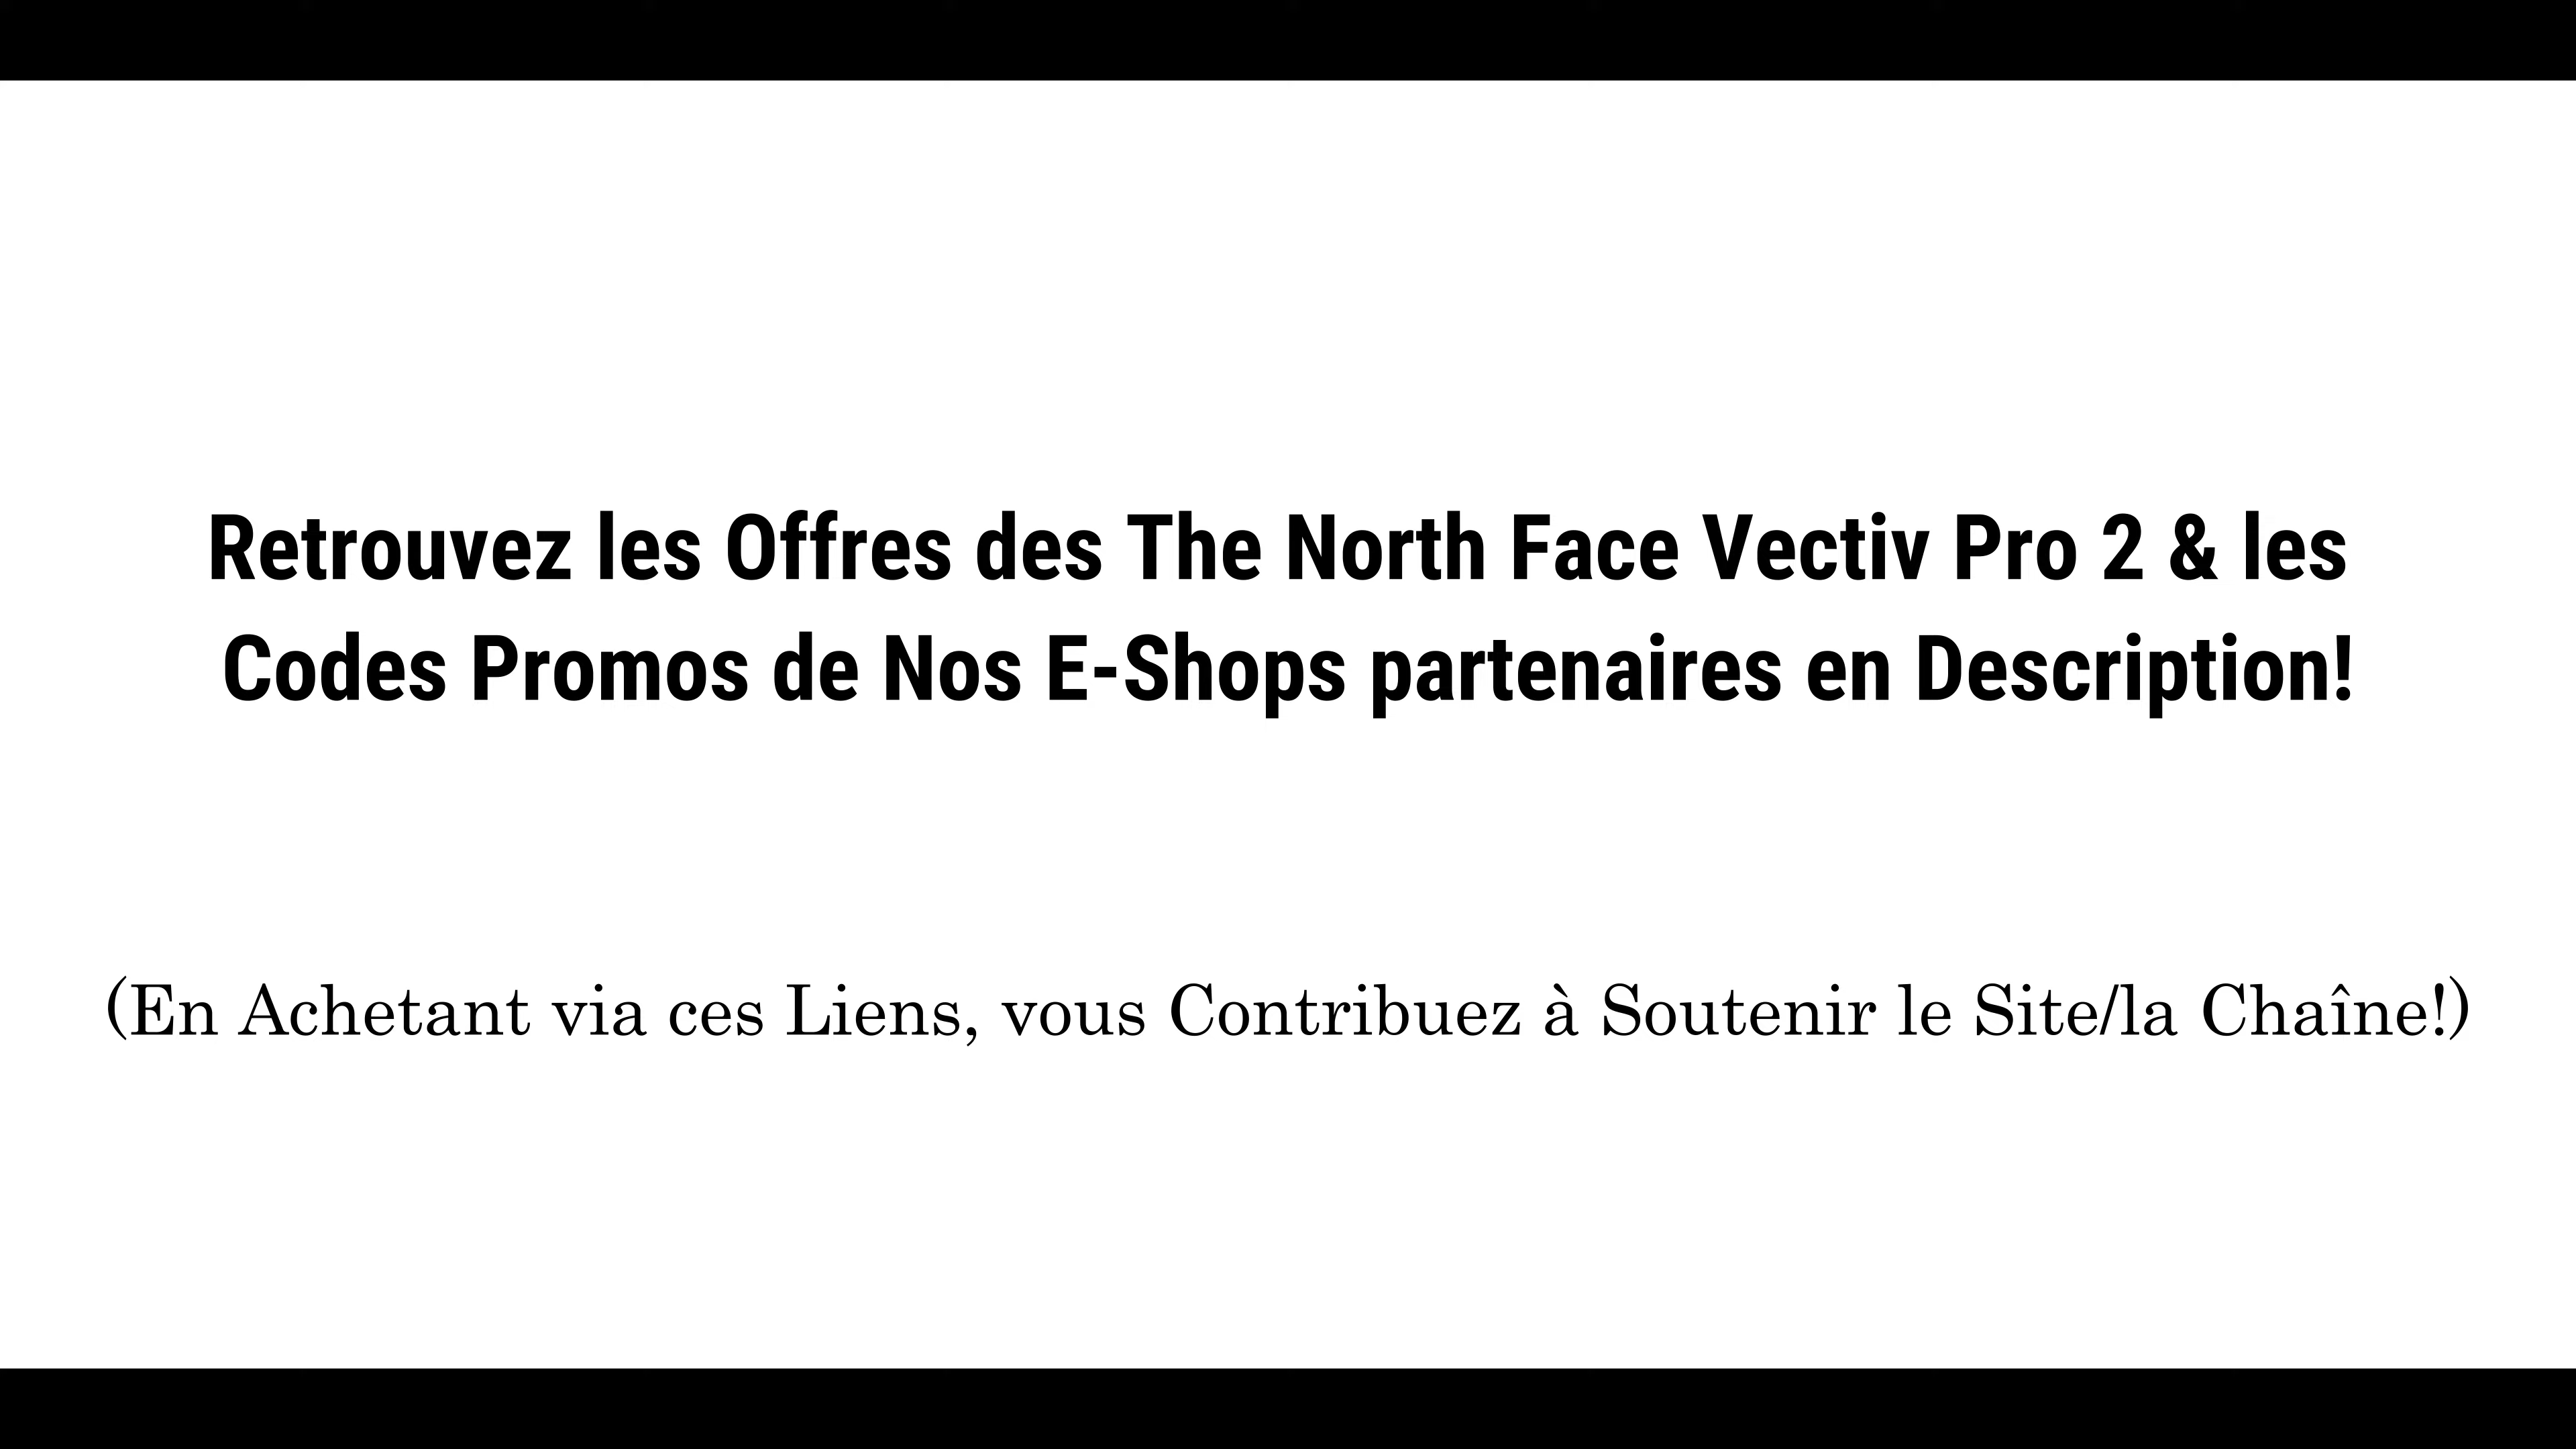 Retrouvez les Offres des The North Face Vectiv Pro 2 & les
Codes Promos de Nos E-Shops partenaires en Description!
(En Achetant via ces Liens, vous Contribuez à Soutenir le Site/la Chaîne!)